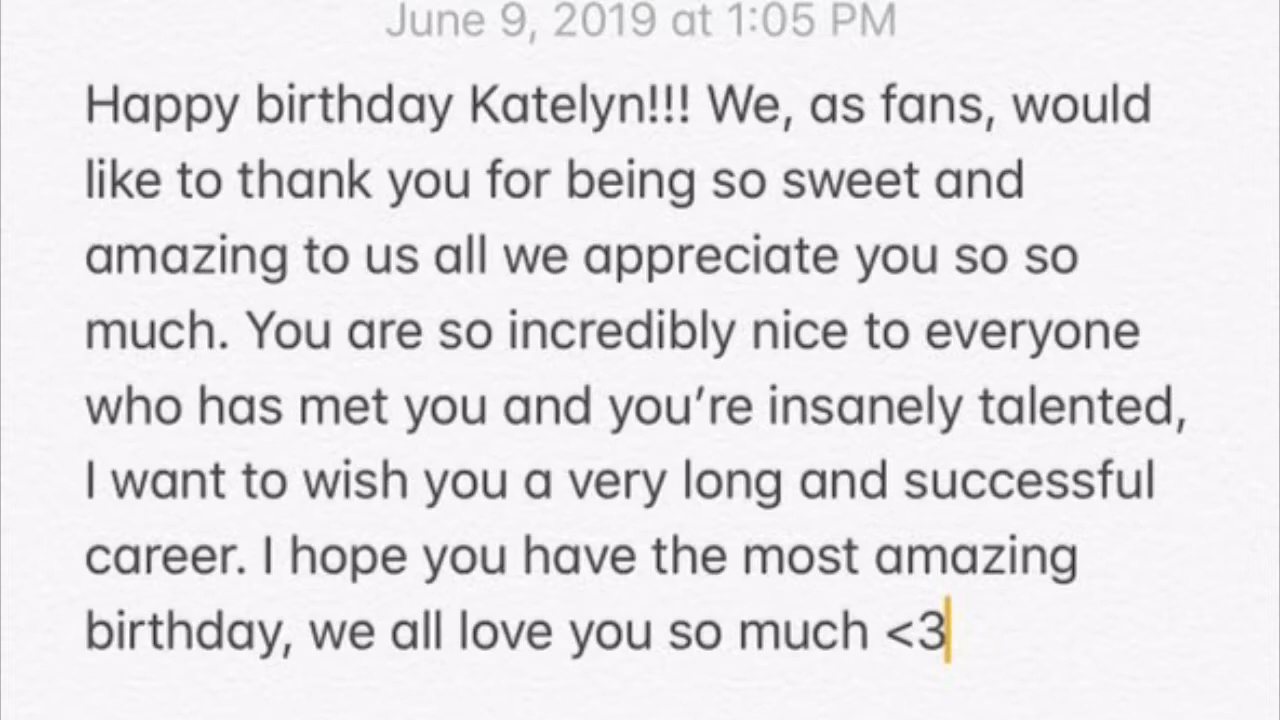 June 9, 2019 at 1:05 PM
Happy birthday Katelyn!!! We, as fans, would
like to thank you for being so sweet and
amazing to us all we appreciate you so so
much. You are so incredibly nice to everyone
who has met you and you’re insanely talented,
I want to wish you a very long and successful
career. I hope you have the most amazing
birthday, we all love you so much <3